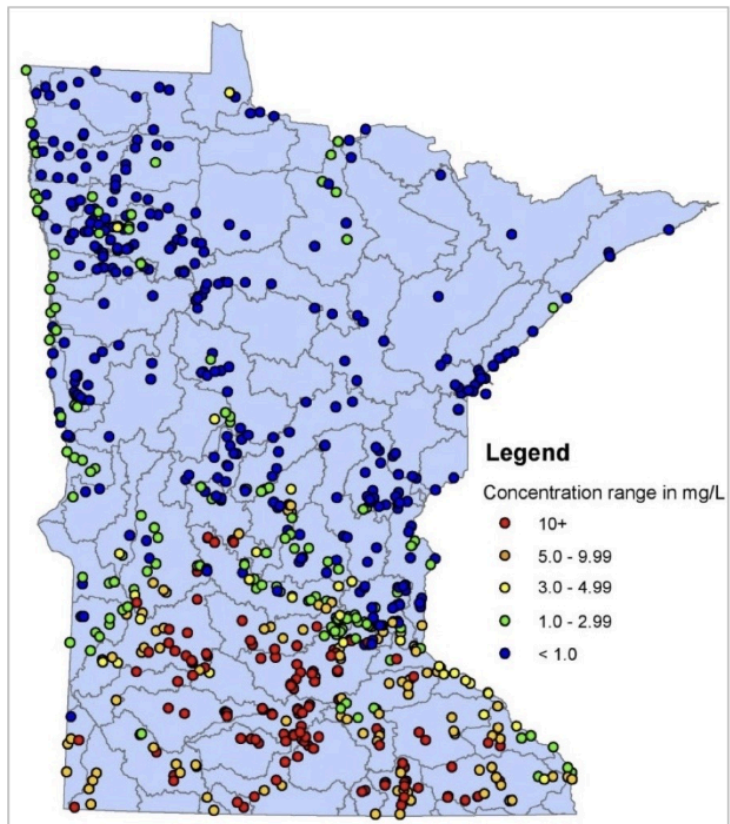 Legend
Concentration range in mg/L
10+
5.0 - 9.99
3.0 - 4.99
1.0 - 2.99
< 1.0